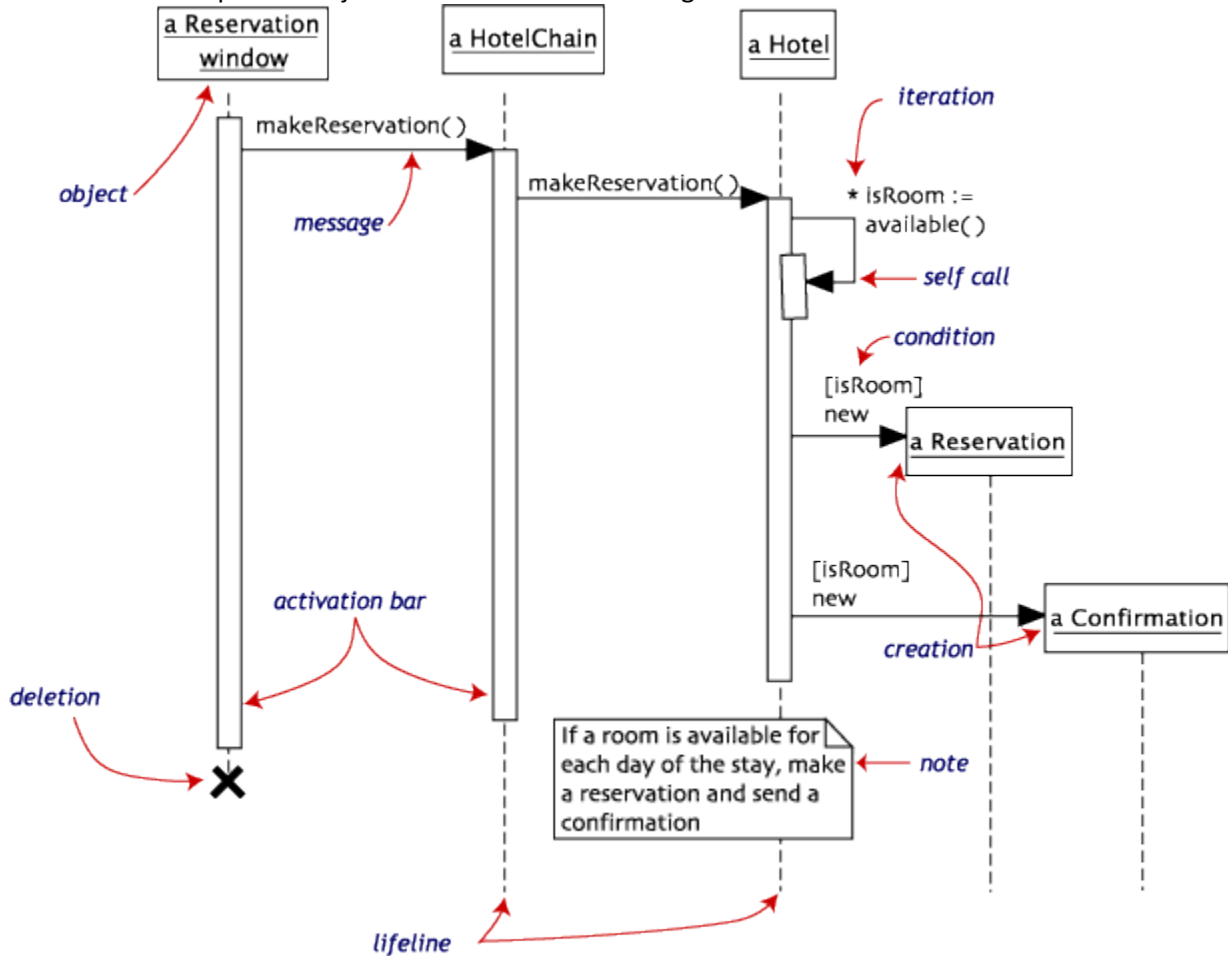 a Reservation
window
a HotelChain
a Hotel
iteration
makeReservation()
object
message
makeReservation()
* isRoom :=
available()
self call
condition
[isRoom]
new
a Reservation
[isRoom]
new
activation bar
a Confirmation
creation
deletion
If a room is available for
each day of the stay, make
a reservation and send a
confirmation
note
lifeline